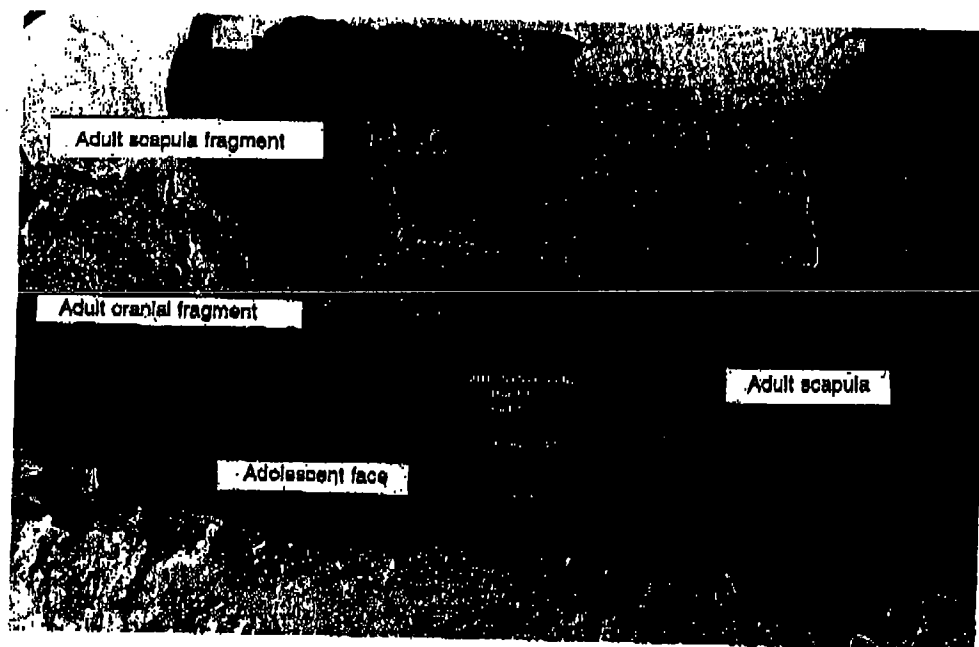 Adult scapula fragment
Adult cranial fragment
Adult scapula
Adolescent face